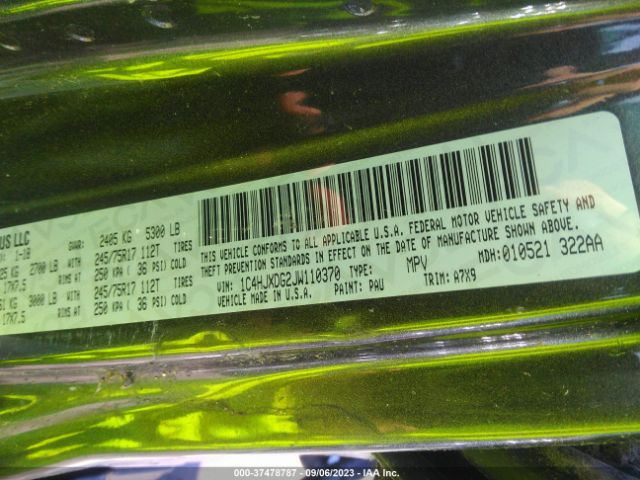 US LLC
1-18 GVWR: 2405 KG 5300 LB
25 KG 2700 LB WITH 245/75R17 112T TIRES
17X7.5 RIMS AT 250 KPA ( 36 PSI) COLD
61 KG 3000 LB WITH 245/75R17 112T TIRES
17X7.5 RIMS AT 250 KPA ( 36 PSI) COLD
THIS VEHICLE CONFORMS TO ALL APPLICABLE U.S.A. FEDERAL MOTOR VEHICLE SAFETY AND
THEFT PREVENTION STANDARDS IN EFFECT ON THE DATE OF MANUFACTURE SHOWN ABOVE.
VIN: 1C4HJXDG2JW110370 TYPE: MPV MDH: 010521 322AA
VEHICLE MADE IN U.S.A. PAINT: PAU TRIM: A7X9
000-37478787 - 09/06/2023 - IAA Inc.